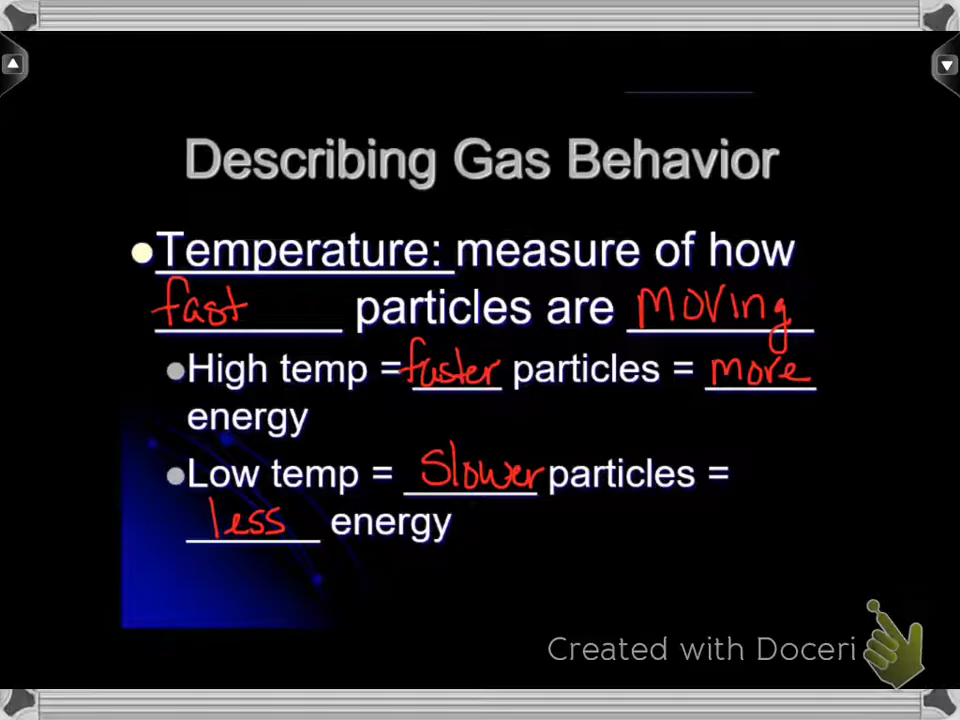 Describing Gas Behavior
Temperature: measure of how
fast particles are moving
High temp = faster particles = more
energy
Low temp = slower particles =
less energy
Created with Doceri